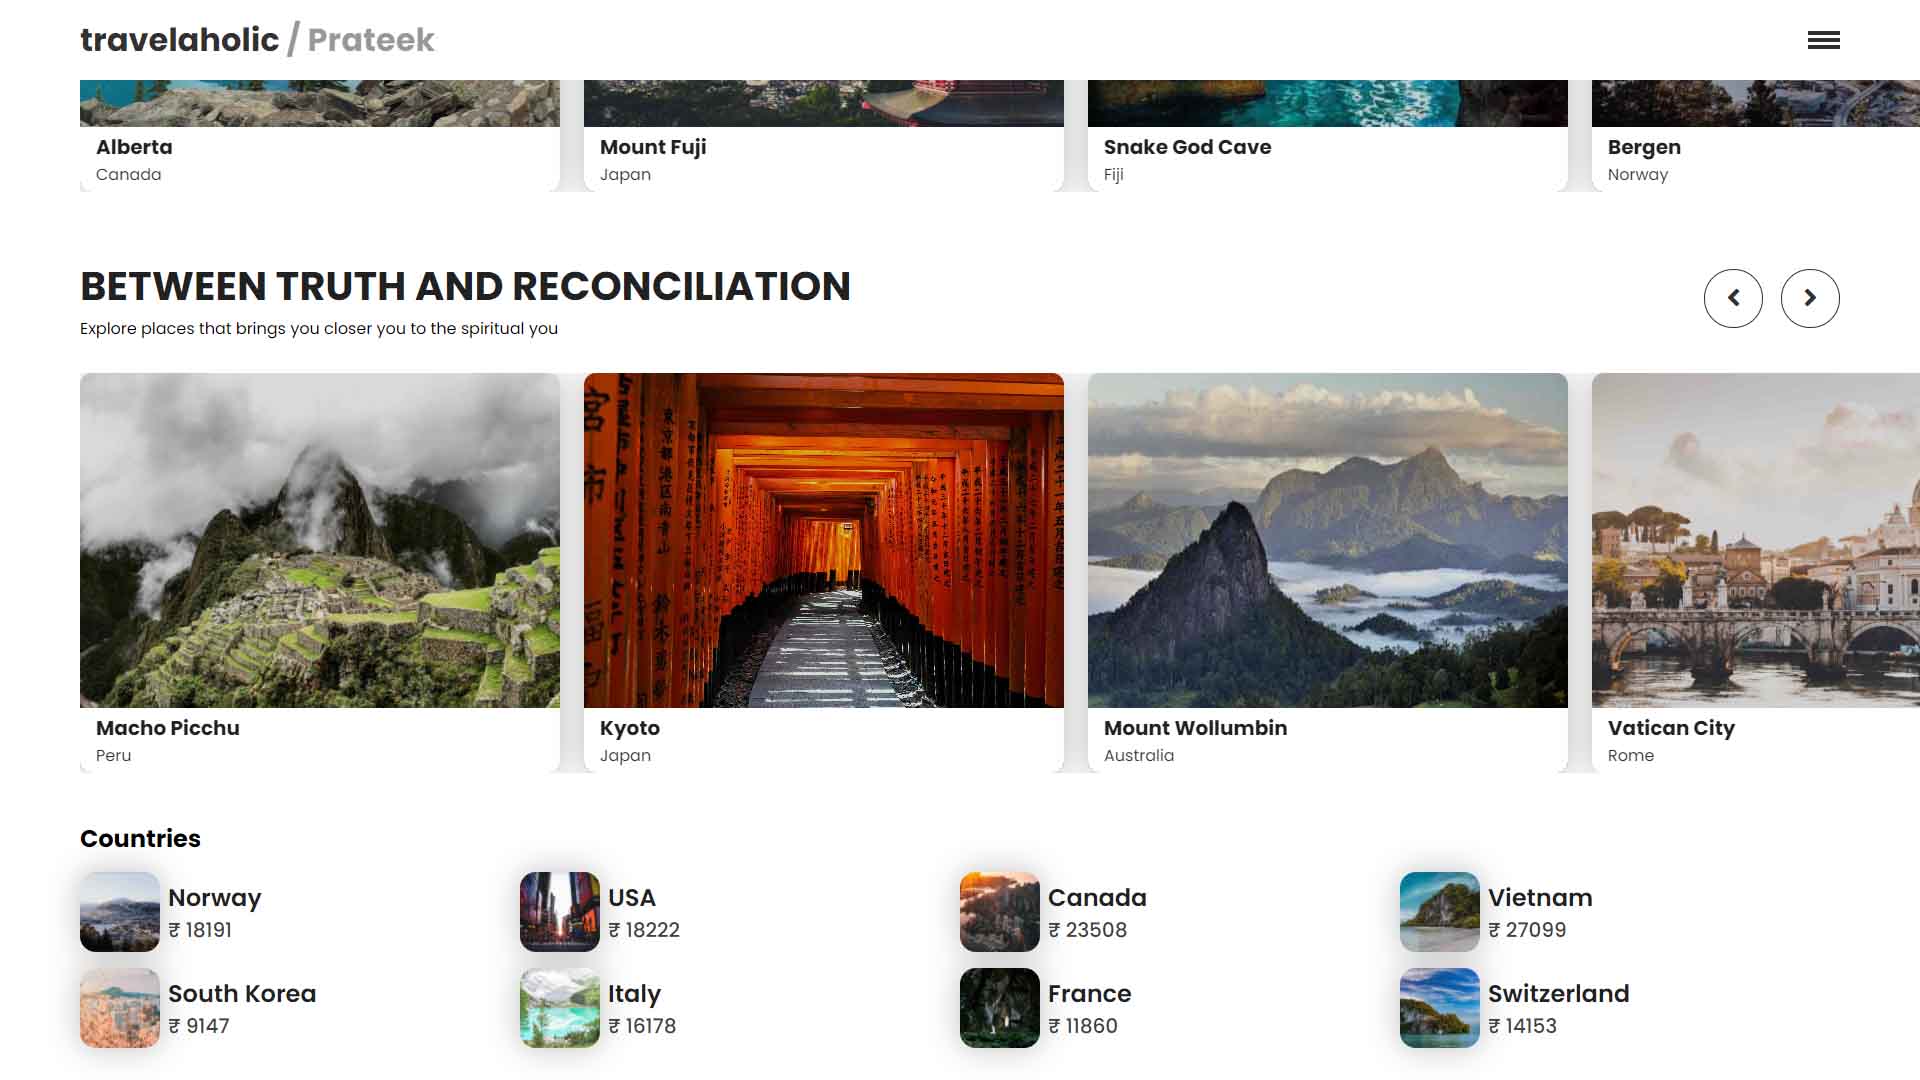 travelaholic / Prateek
Alberta
Canada
Mount Fuji
Japan
Snake God Cave
Fiji
Bergen
Norway
BETWEEN TRUTH AND RECONCILIATION
Explore places that brings you closer you to the spiritual you
Macho Picchu
Peru
Kyoto
Japan
Mount Wollumbin
Australia
Vatican City
Rome
Countries
Norway
₹ 18191
USA
₹ 18222
Canada
₹ 23508
Vietnam
₹ 27099
South Korea
₹ 9147
Italy
₹ 16178
France
₹ 11860
Switzerland
₹ 14153